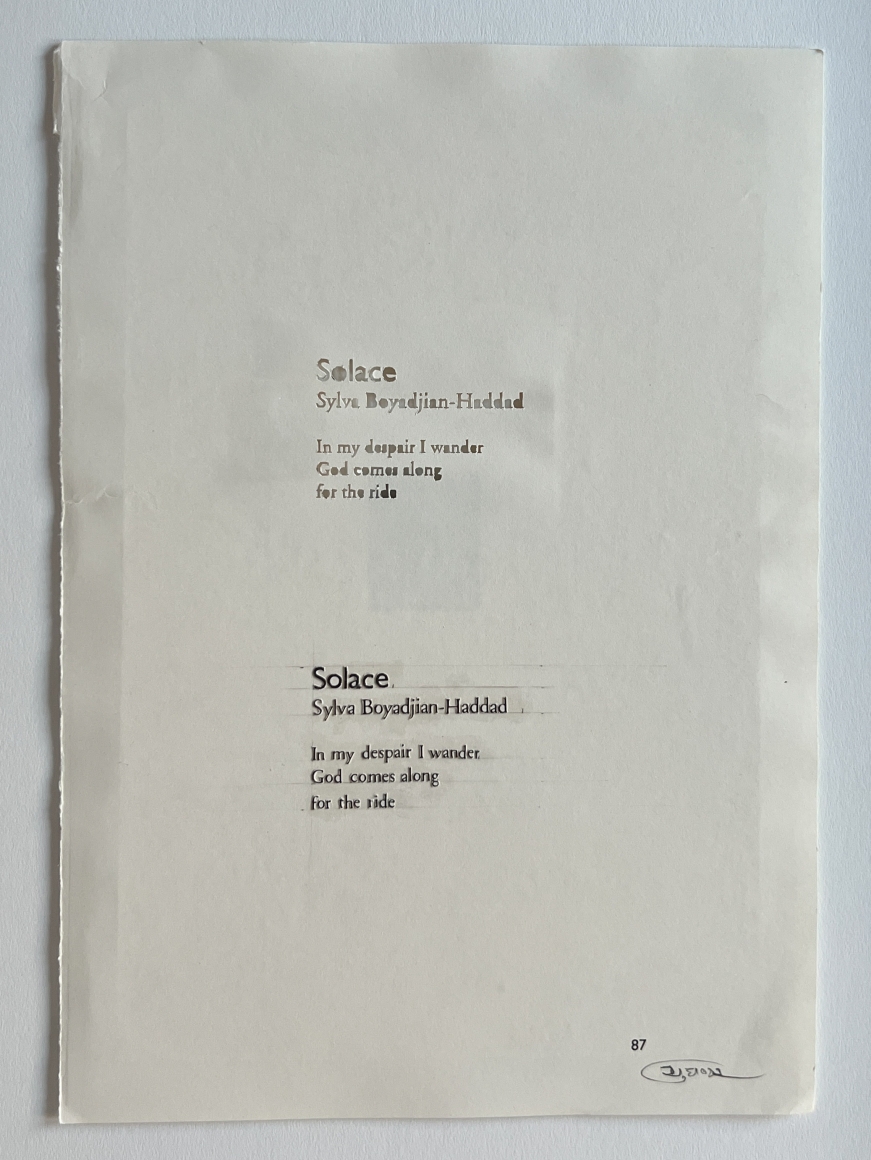 Solace
Sylva Boyadjian-Haddad
In my despair I wander
God comes along
for the ride
Solace
Sylva Boyadjian-Haddad
In my despair I wander
God comes along
for the ride
87